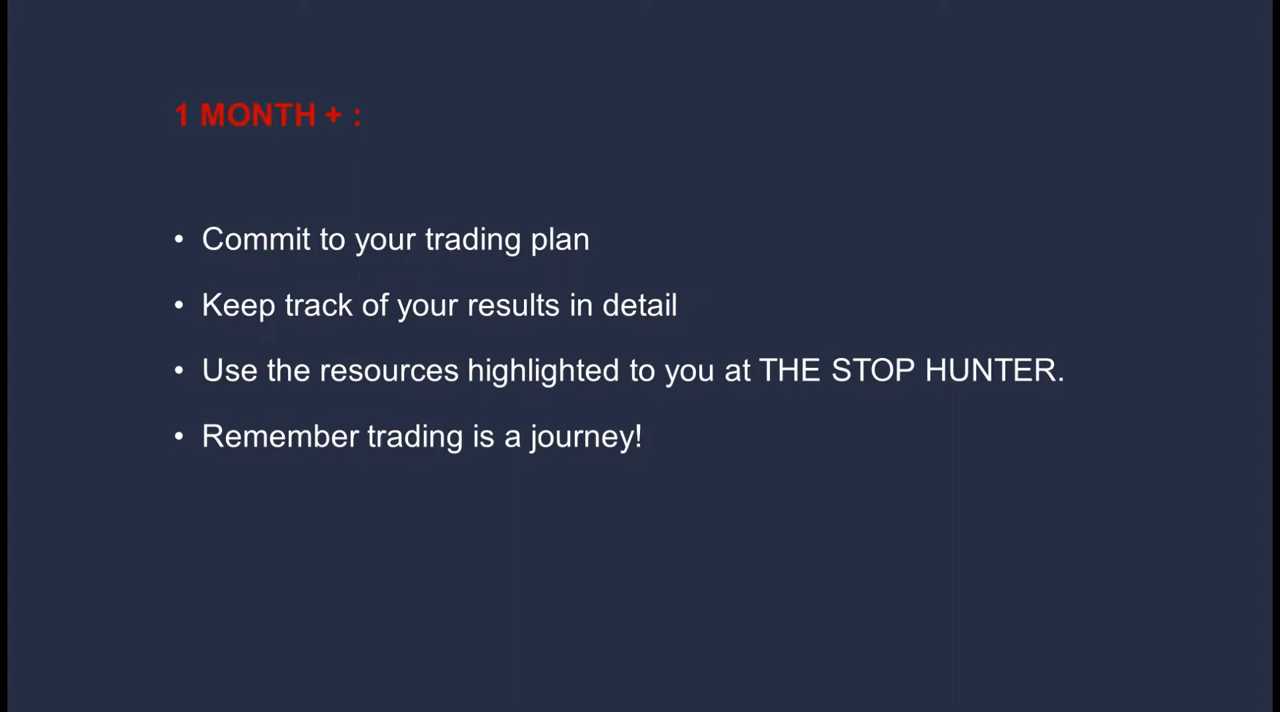 1 MONTH + :
• Commit to your trading plan
• Keep track of your results in detail
• Use the resources highlighted to you at THE STOP HUNTER.
• Remember trading is a journey!